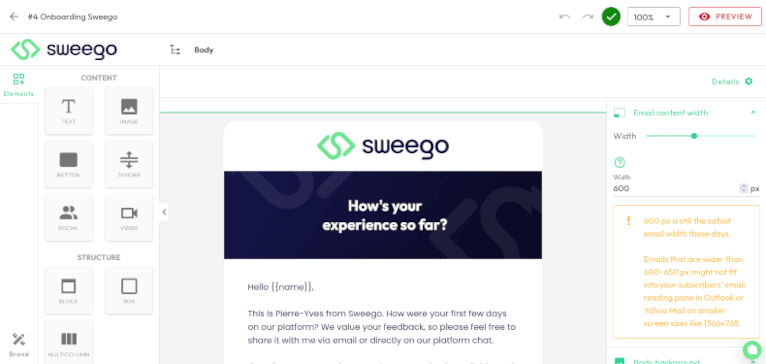 #4 Onboarding Sweego
100%
PREVIEW
sweego
Body
Elements
CONTENT
Details
TEXT
IMAGE
Email content width
Width
BUTTON
DIVIDER
sweego
Width
600
px
How's your
experience so far?
SOCIAL
VIDEO
600 px is still the safest
email width these days.
STRUCTURE
Emails that are wider than
600-650 px might not fit
into your subscribers' email
reading pane in Outlook or
Yahoo Mail on smaller
screen sizes like 1366x768.
BLOCK
BOX
Hello {{name}},
This is Pierre-Yves from Sweego. How were your first few days
on our platform? We value your feedback, so please feel free to
share it with me via email or directly on our platform chat.
Brand
MULTICOLUMN
Body background